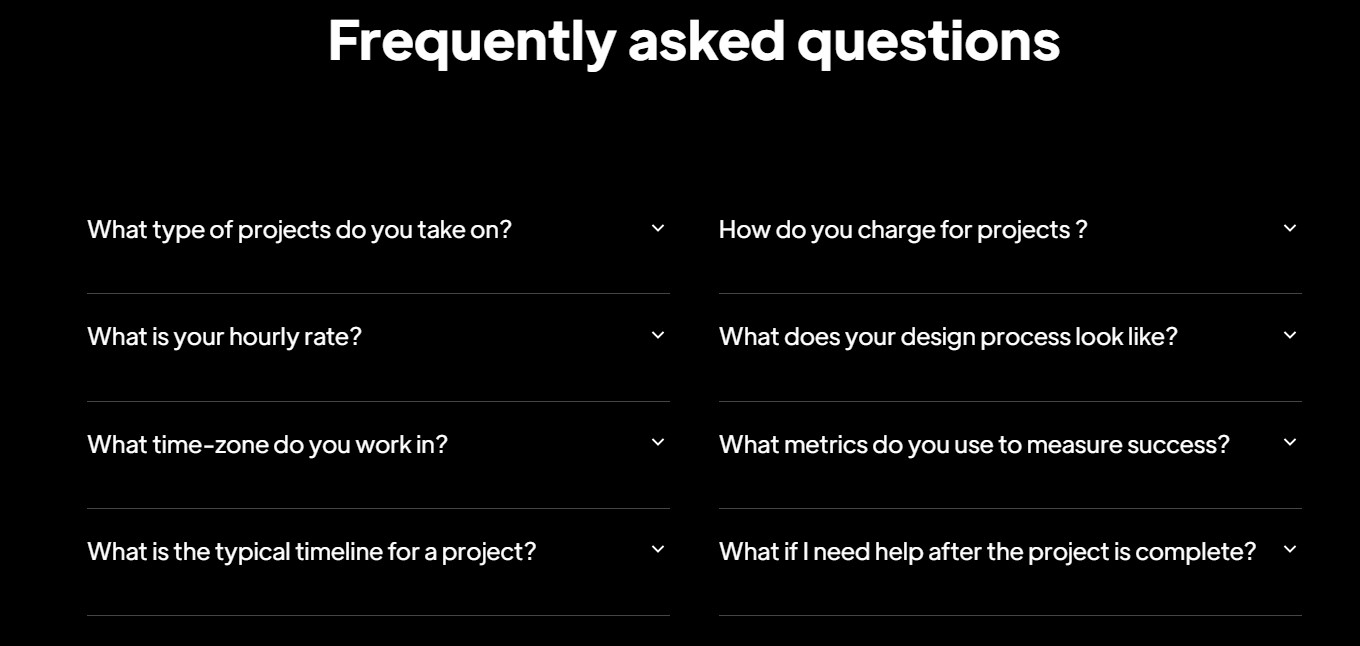 Frequently asked questions
What type of projects do you take on?
How do you charge for projects ?
What is your hourly rate?
What does your design process look like?
What time-zone do you work in?
What metrics do you use to measure success?
What is the typical timeline for a project?
What if I need help after the project is complete?